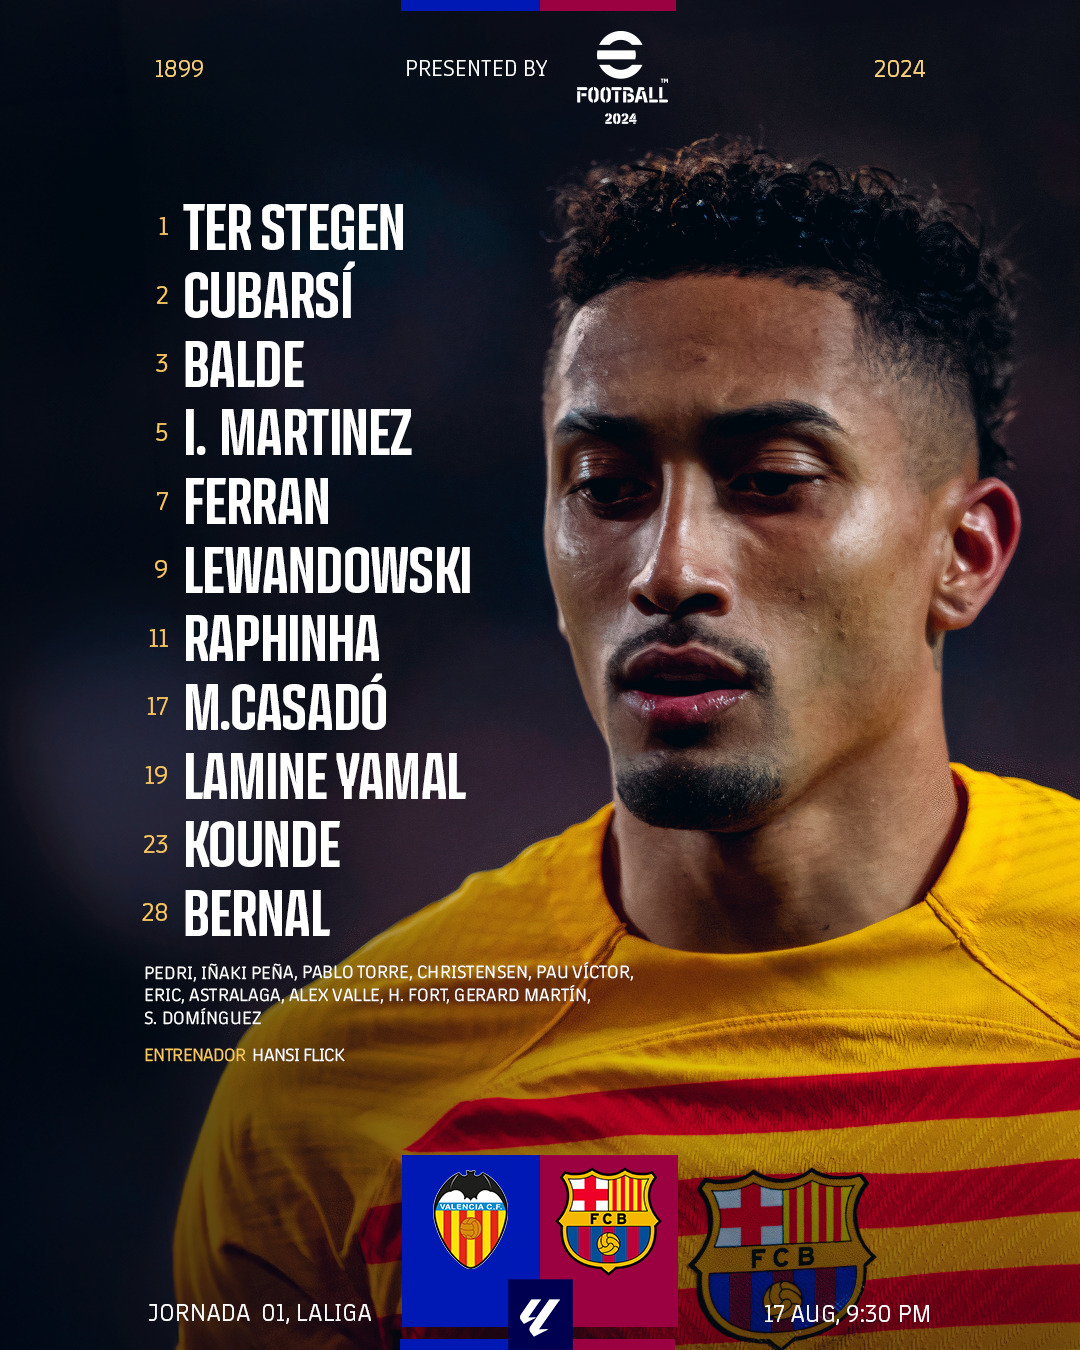 1899
PRESENTED BY
FOOTBALL™
2024
2024
1 TER STEGEN
2 CUBARSÍ
3 BALDE
5 I. MARTINEZ
7 FERRAN
9 LEWANDOWSKI
11 RAPHINHA
17 M.CASADÓ
19 LAMINE YAMAL
23 KOUNDE
28 BERNAL
PEDRI, IÑAKI PEÑA, PABLO TORRE, CHRISTENSEN, PAU VÍCTOR,
ERIC, ASTRALAGA, ALEX VALLE, H. FORT, GERARD MARTÍN,
S. DOMÍNGUEZ
ENTRENADOR HANSI FLICK
VALENCIA C.F.
FCB
FCB
JORNADA 01, LALIGA
17 AUG, 9:30 PM